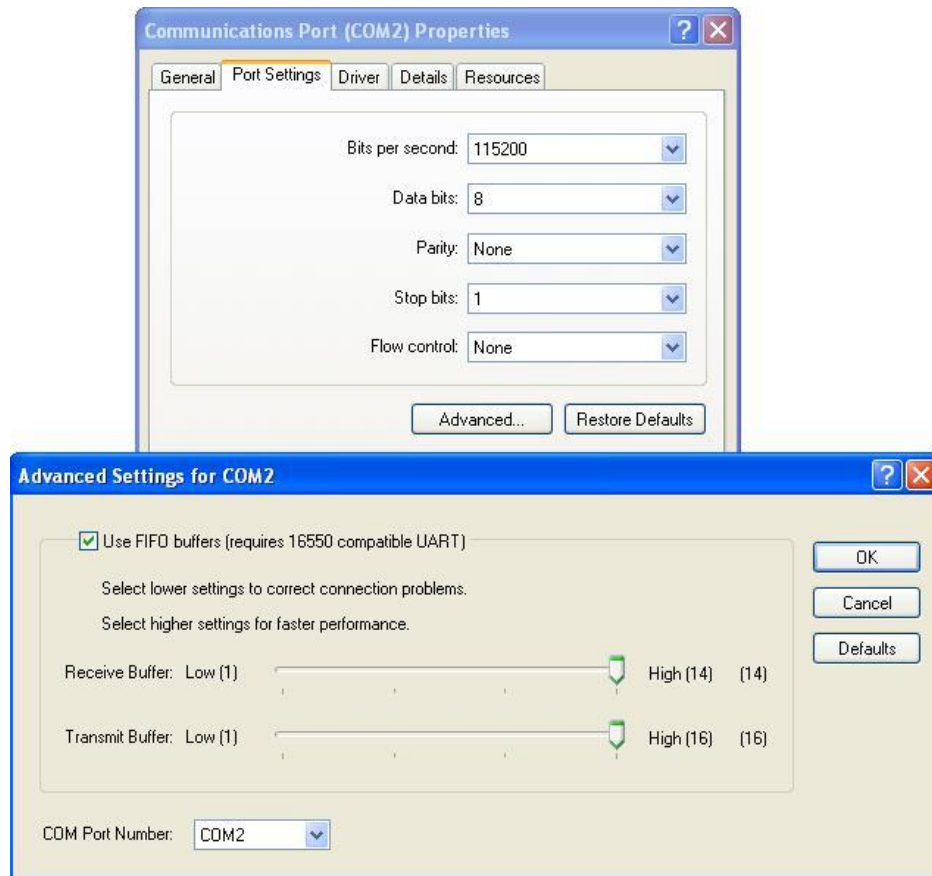 Communications Port (COM2) Properties
General Port Settings Driver Details Resources
Bits per second: 115200
Data bits: 8
Parity: None
Stop bits: 1
Flow control: None
Advanced... Restore Defaults
Advanced Settings for COM2
Use FIFO buffers (requires 16550 compatible UART)
OK
Select lower settings to correct connection problems.
Cancel
Select higher settings for faster performance.
Defaults
Receive Buffer: Low (1) High (14) (14)
Transmit Buffer: Low (1) High (16) (16)
COM Port Number: COM2